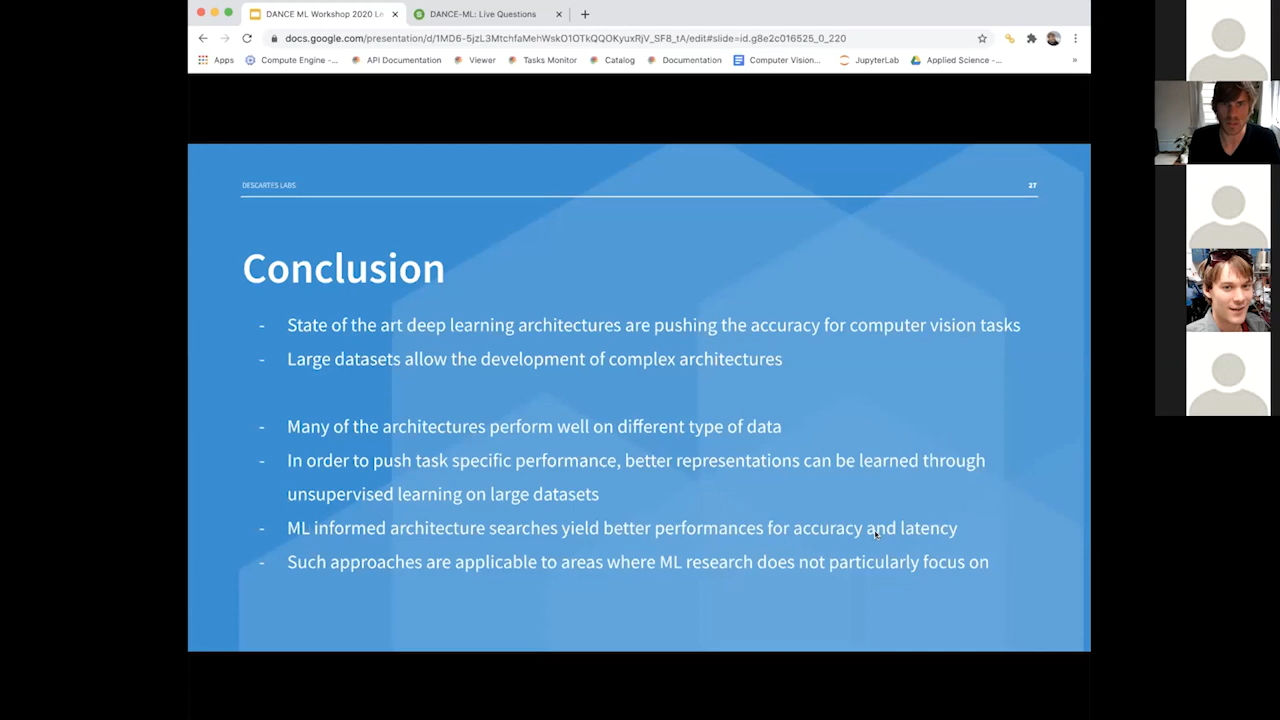 DANCE ML Workshop 2020 Le
DANCE-ML: Live Questions
docs.google.com/presentation/d/1MD6-5jzL3MtchfaMehWskO1OTkQQOKyuxRjV_SF8_tA/edit#slide=id.g8e2c016525_0_220
Apps
Compute Engine -...
API Documentation
Viewer
Tasks Monitor
Catalog
Documentation
Computer Vision...
JupyterLab
Applied Science -...
»
DESCARTES LABS
27
Conclusion
- State of the art deep learning architectures are pushing the accuracy for computer vision tasks
- Large datasets allow the development of complex architectures
- Many of the architectures perform well on different type of data
- In order to push task specific performance, better representations can be learned through
unsupervised learning on large datasets
- ML informed architecture searches yield better performances for accuracy and latency
- Such approaches are applicable to areas where ML research does not particularly focus on